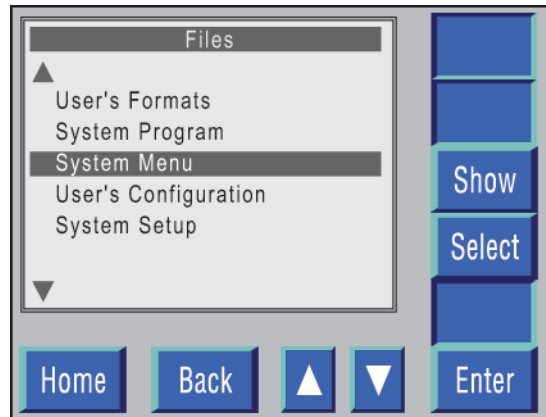 Files
User's Formats
System Program
System Menu
User's Configuration
System Setup
Show
Select
Home
Back
Enter